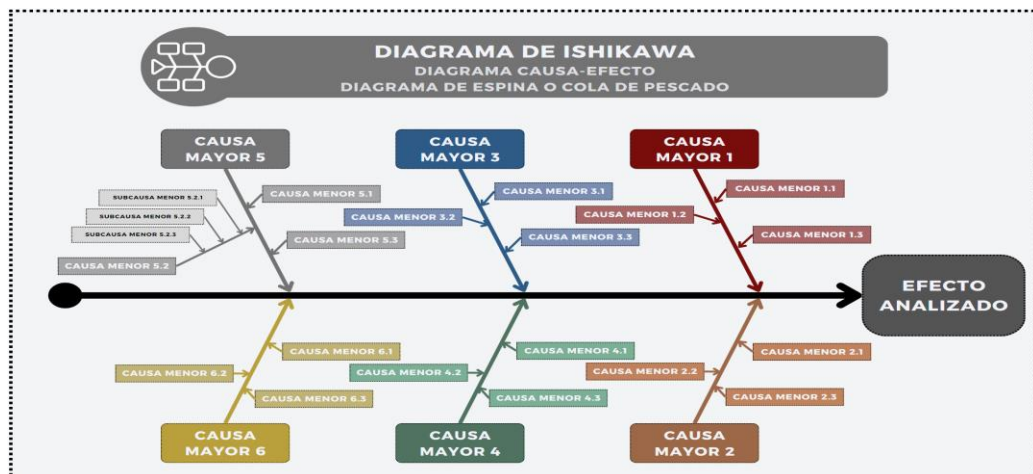 DIAGRAMA DE ISHIKAWA
DIAGRAMA CAUSA-EFECTO
DIAGRAMA DE ESPINA O COLA DE PESCADO
CAUSA
MAYOR 5
CAUSA
MAYOR 3
CAUSA
MAYOR 1
CAUSA MENOR 5.1
SUBCAUSA MENOR 5.2.1
SUBCAUSA MENOR 5.2.2
SUBCAUSA MENOR 5.2.3
CAUSA MENOR 5.3
CAUSA MENOR 5.2
CAUSA MENOR 3.1
CAUSA MENOR 3.2
CAUSA MENOR 3.3
CAUSA MENOR 1.1
CAUSA MENOR 1.2
CAUSA MENOR 1.3
EFECTO
ANALIZADO
CAUSA MENOR 6.1
CAUSA MENOR 6.2
CAUSA MENOR 6.3
CAUSA MENOR 4.1
CAUSA MENOR 4.2
CAUSA MENOR 4.3
CAUSA MENOR 2.1
CAUSA MENOR 2.2
CAUSA MENOR 2.3
CAUSA
MAYOR 6
CAUSA
MAYOR 4
CAUSA
MAYOR 2